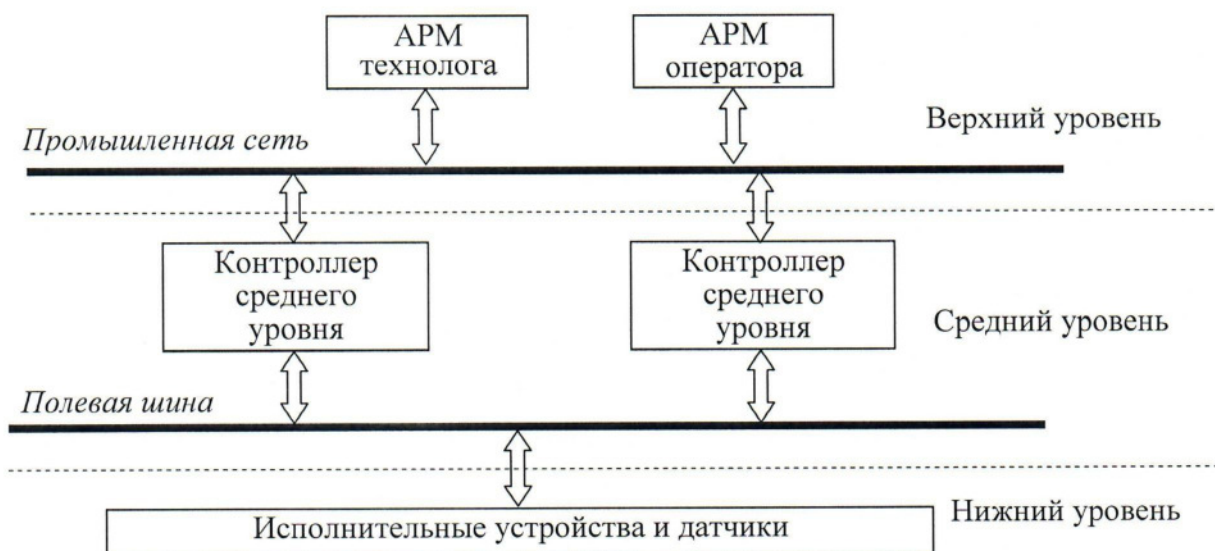 АРМ
технолога
АРМ
оператора
Верхний уровень
Промышленная сеть
Контроллер
среднего
уровня
Контроллер
среднего
уровня
Средний уровень
Полевая шина
Нижний уровень
Исполнительные устройства и датчики